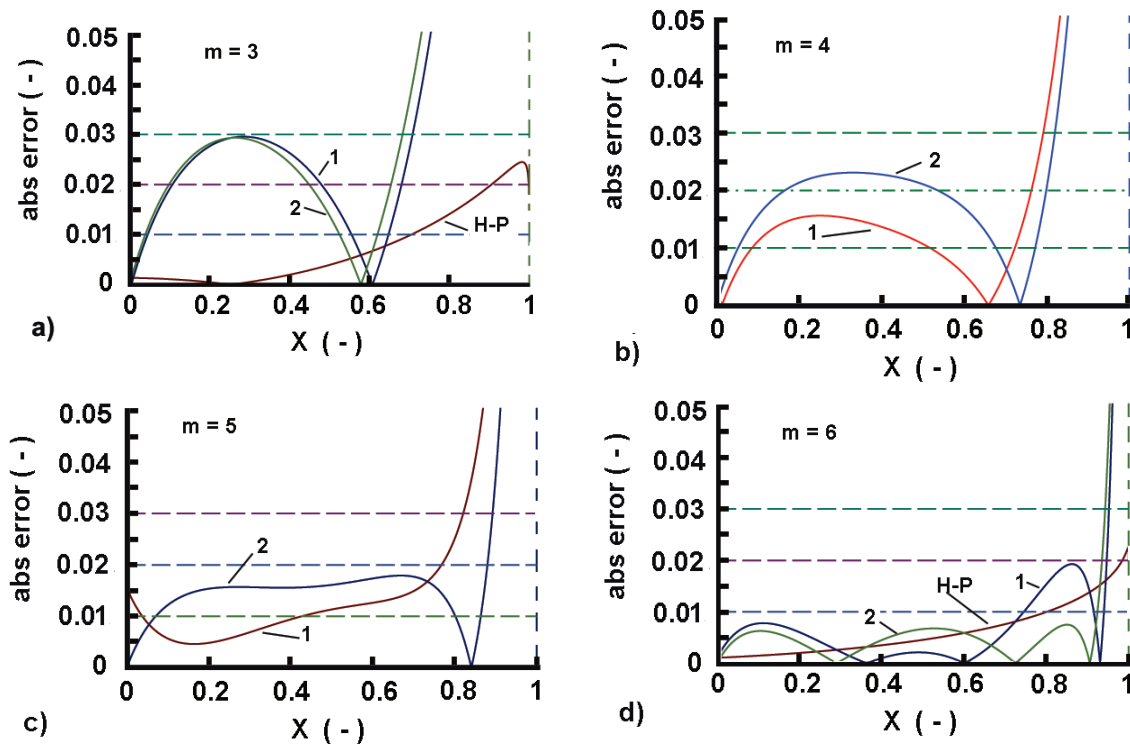 m = 3
abs error ( - )
0.05
0.04
0.03
0.02
0.01
0
1
2
H-P
0 0.2 0.4 0.6 0.8 1
X ( - )
a)
m = 4
abs error ( - )
0.05
0.04
0.03
0.02
0.01
0
2
1
0 0.2 0.4 0.6 0.8 1
X ( - )
b)
m = 5
abs error ( - )
0.05
0.04
0.03
0.02
0.01
0
2
1
0 0.2 0.4 0.6 0.8 1
X ( - )
c)
m = 6
abs error ( - )
0.05
0.04
0.03
0.02
0.01
0
H-P
1
2
0 0.2 0.4 0.6 0.8 1
X ( - )
d)